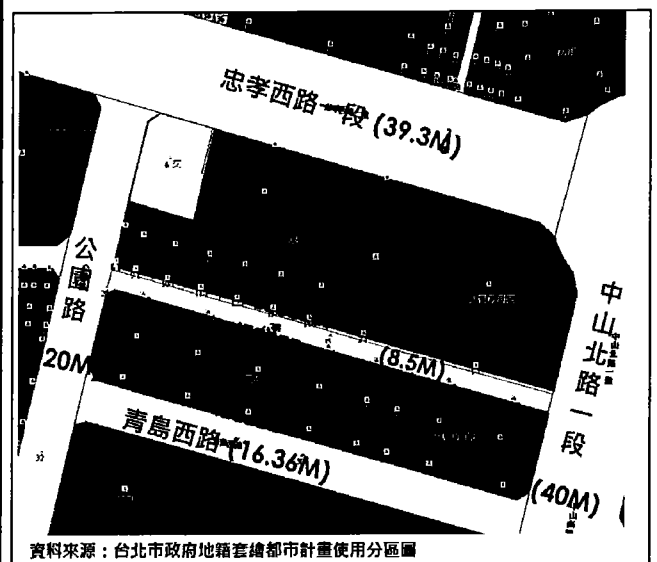 忠孝西路一段 (39.3M)
公園路
20M
(8.5M)
青島西路 (16.36M)
中山北路一段
(40M)
資料來源：台北市政府地籍套繪都市計畫使用分區圖